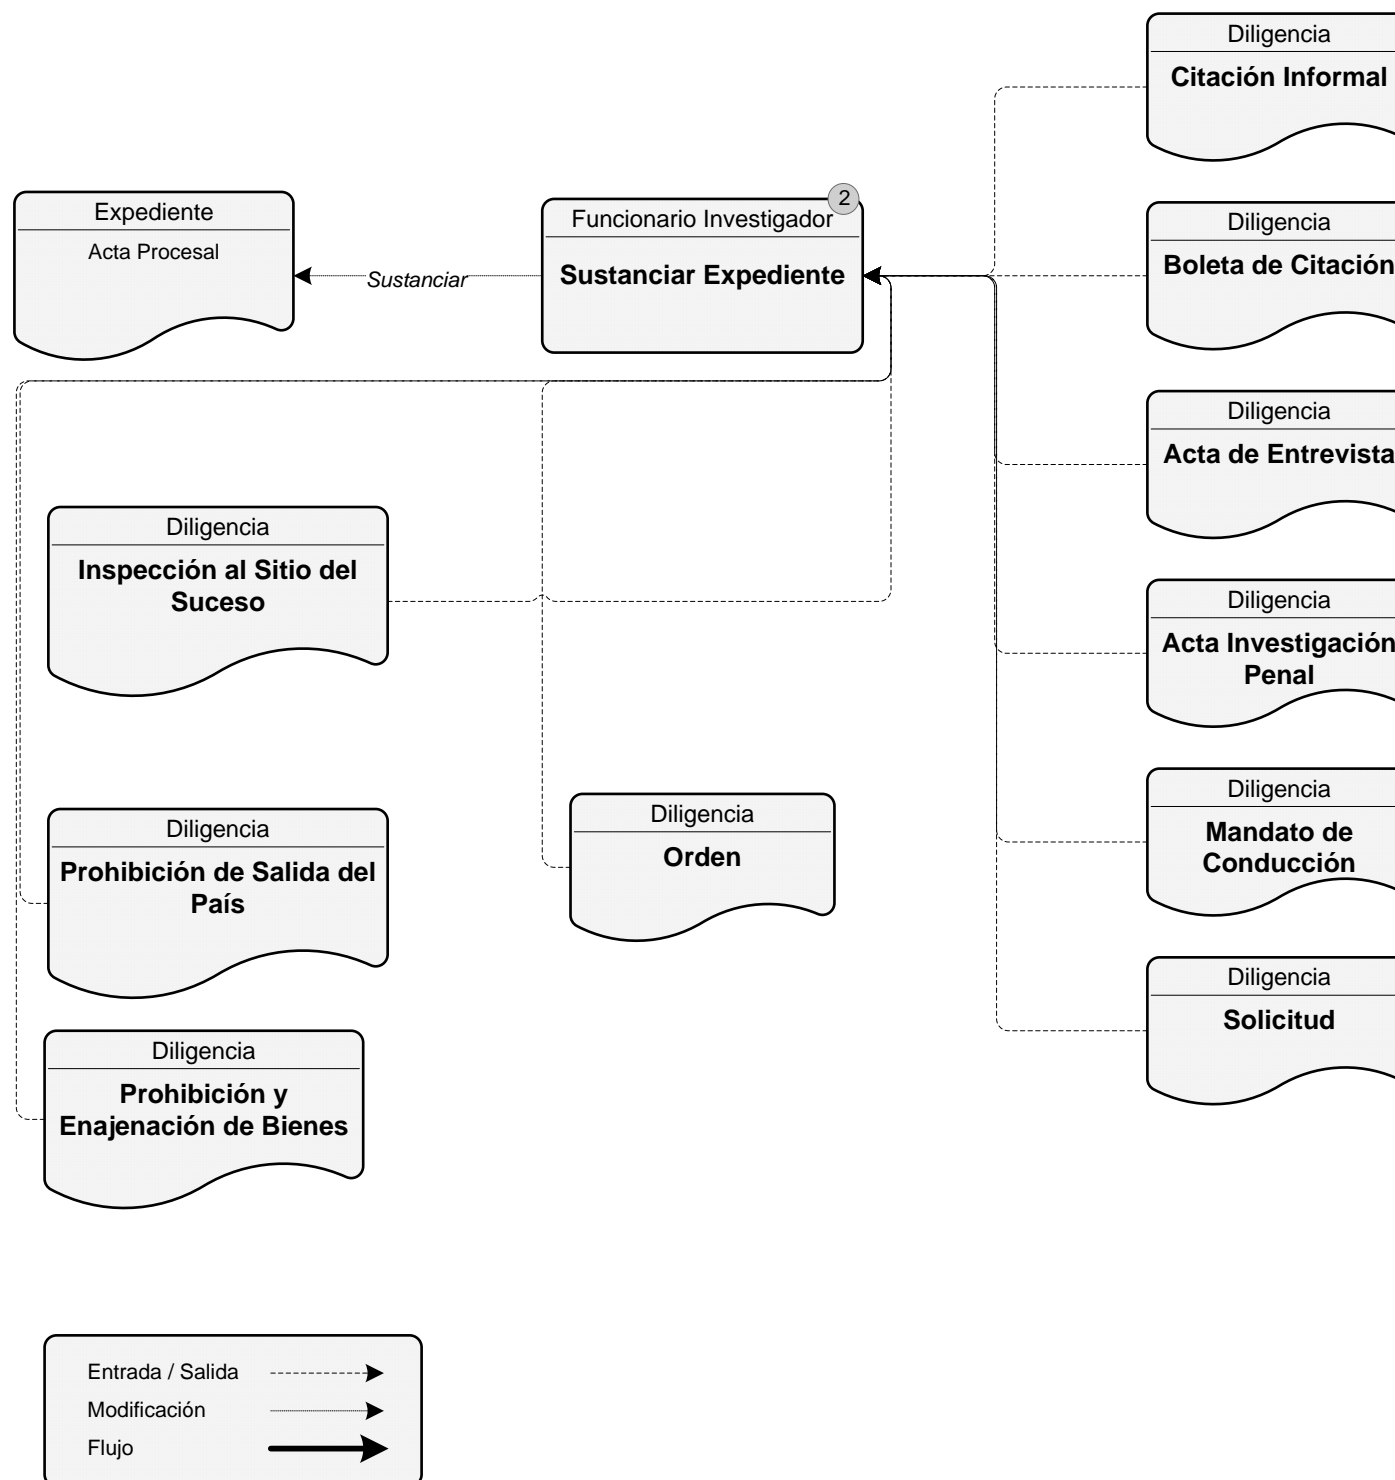 Diligencia
Citación Informal
Expediente
Acta Procesal
Sustanciar
2
Funcionario Investigador
Sustanciar Expediente
Diligencia
Boleta de Citación
Diligencia
Acta de Entrevista
Diligencia
Inspección al Sitio del
Suceso
Diligencia
Acta Investigación
Penal
Diligencia
Prohibición de Salida del
País
Diligencia
Orden
Diligencia
Mandato de
Conducción
Diligencia
Solicitud
Diligencia
Prohibición y
Enajenación de Bienes
Entrada / Salida
Modificación
Flujo